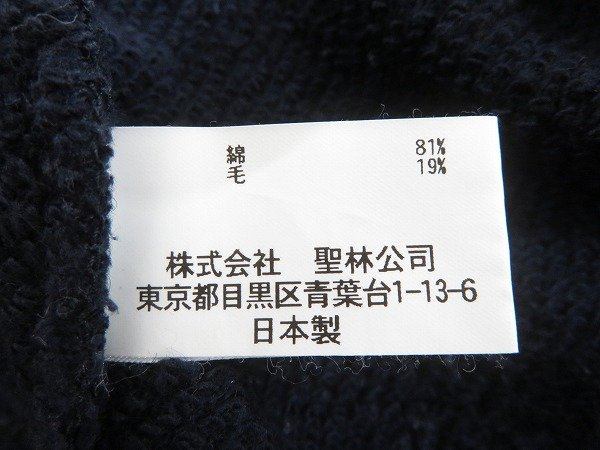 綿 81%
毛 19%
株式会社 聖林公司
東京都目黒区青葉台1-13-6
日本製